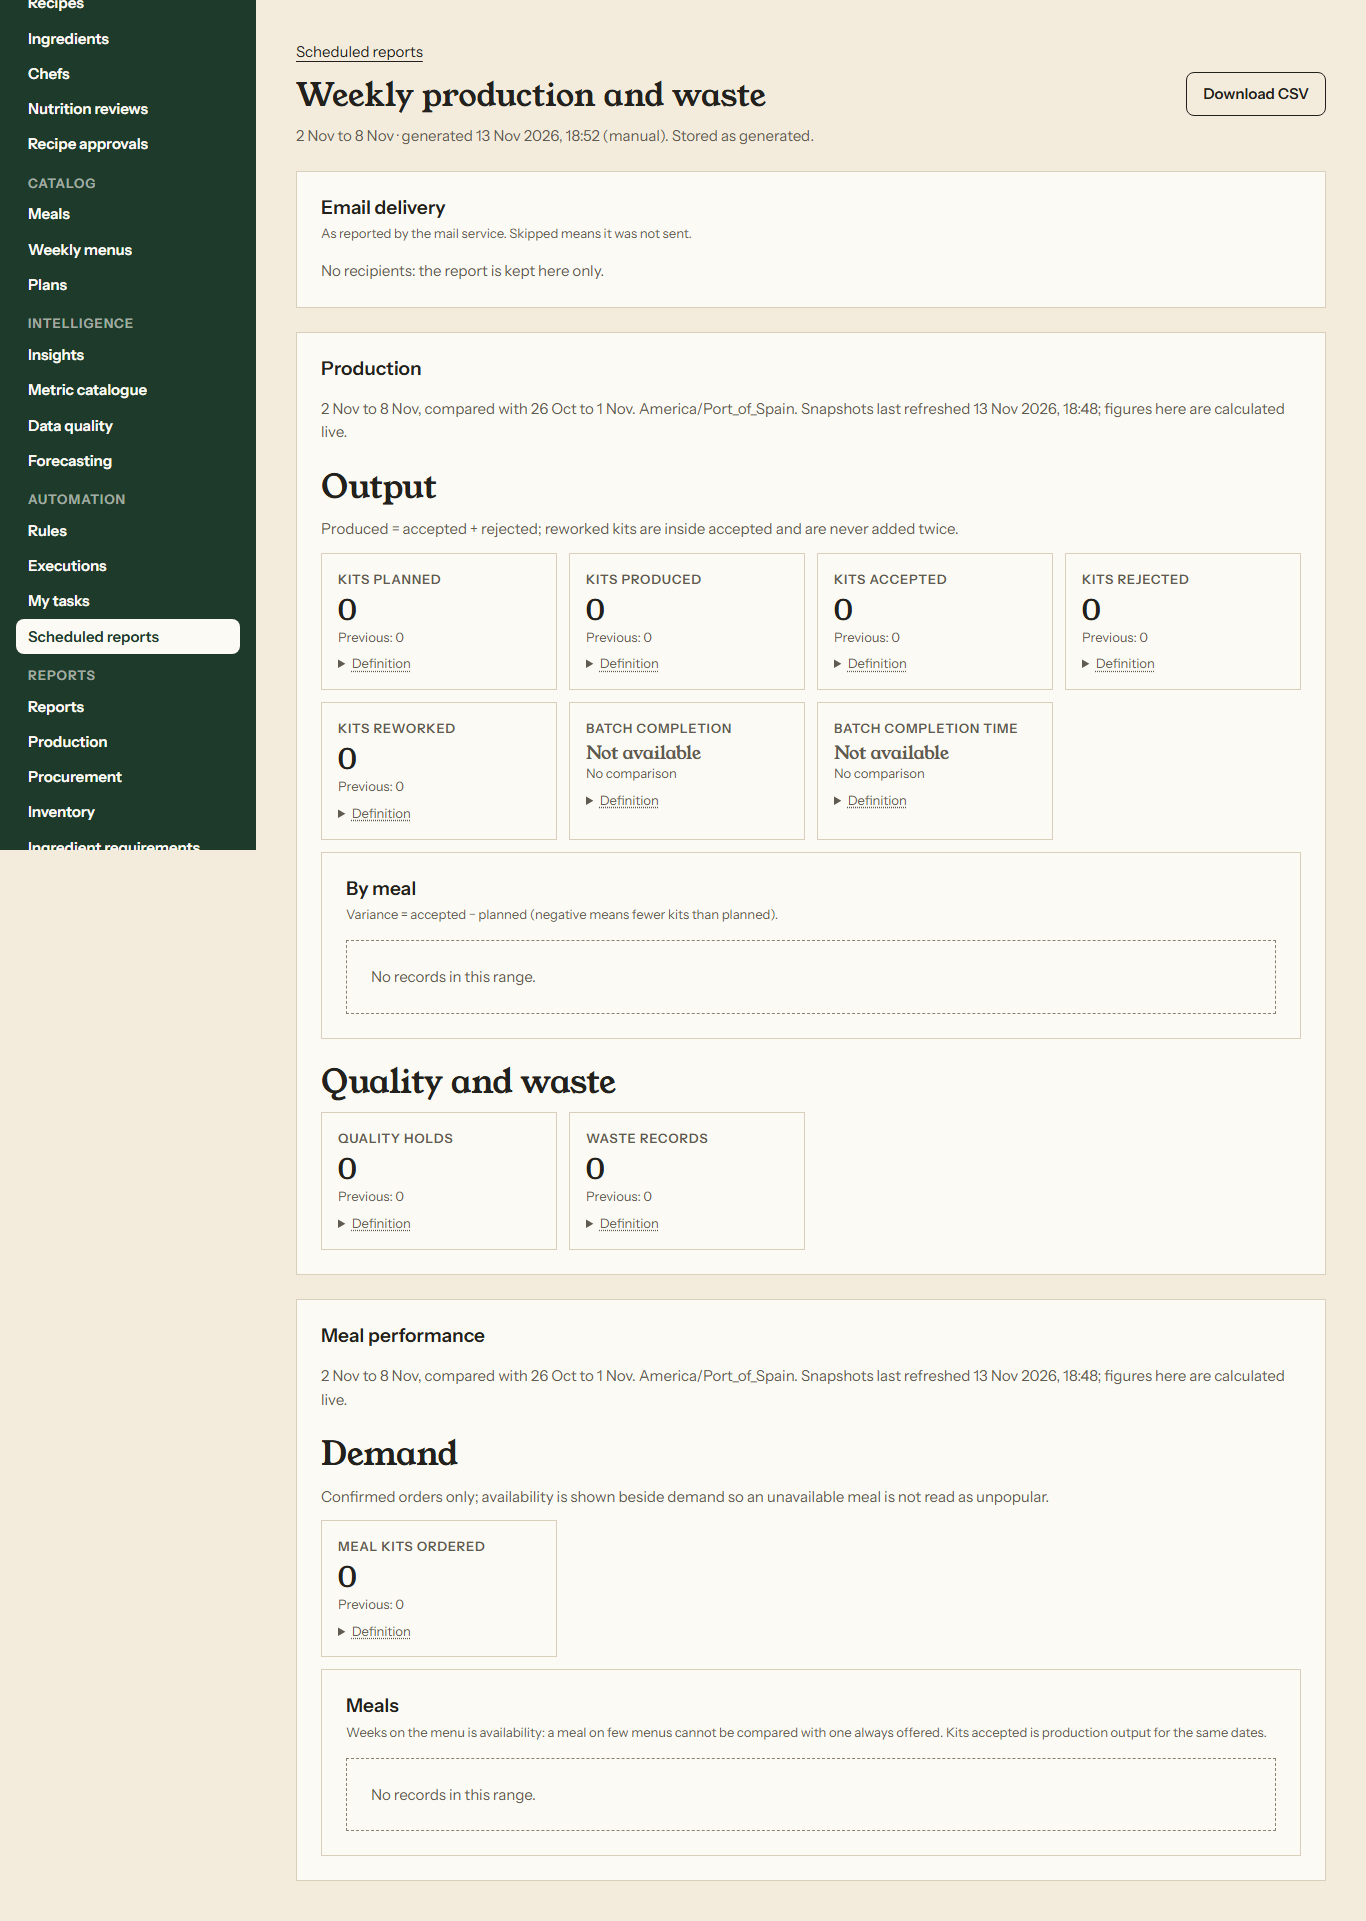 Recipes
Ingredients
Chefs
Nutrition reviews
Recipe approvals
CATALOG
Meals
Weekly menus
Plans
INTELLIGENCE
Insights
Metric catalogue
Data quality
Forecasting
AUTOMATION
Rules
Executions
My tasks
Scheduled reports
REPORTS
Reports
Production
Procurement
Inventory
Ingredient requirements
Scheduled reports
Weekly production and waste
Download CSV
2 Nov to 8 Nov · generated 13 Nov 2026, 18:52 (manual). Stored as generated.
Email delivery
As reported by the mail service. Skipped means it was not sent.
No recipients: the report is kept here only.
Production
2 Nov to 8 Nov, compared with 26 Oct to 1 Nov. America/Port_of_Spain. Snapshots last refreshed 13 Nov 2026, 18:48; figures here are calculated
live.
Output
Produced = accepted + rejected; reworked kits are inside accepted and are never added twice.
KITS PLANNED
0
Previous: 0
Definition
KITS PRODUCED
0
Previous: 0
Definition
KITS ACCEPTED
0
Previous: 0
Definition
KITS REJECTED
0
Previous: 0
Definition
KITS REWORKED
0
Previous: 0
Definition
BATCH COMPLETION
Not available
No comparison
Definition
BATCH COMPLETION TIME
Not available
No comparison
Definition
By meal
Variance = accepted − planned (negative means fewer kits than planned).
No records in this range.
Quality and waste
QUALITY HOLDS
0
Previous: 0
Definition
WASTE RECORDS
0
Previous: 0
Definition
Meal performance
2 Nov to 8 Nov, compared with 26 Oct to 1 Nov. America/Port_of_Spain. Snapshots last refreshed 13 Nov 2026, 18:48; figures here are calculated
live.
Demand
Confirmed orders only; availability is shown beside demand so an unavailable meal is not read as unpopular.
MEAL KITS ORDERED
0
Previous: 0
Definition
Meals
Weeks on the menu is availability: a meal on few menus cannot be compared with one always offered. Kits accepted is production output for the same dates.
No records in this range.